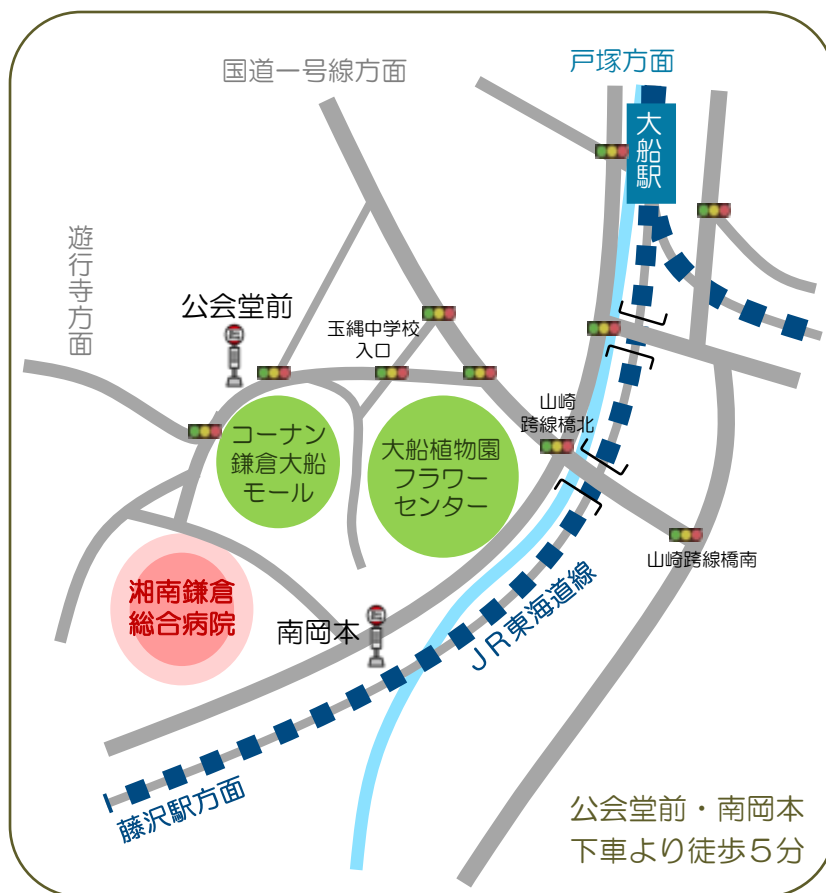 国道一号線方面
戸塚方面
大船駅
遊行寺方面
公会堂前
玉縄中学校
入口
山崎
跨線橋北
コーナン
鎌倉大船
モール
大船植物園
フラワー
センター
山崎跨線橋南
湘南鎌倉
総合病院
南岡本
JR東海道線
藤沢駅方面
公会堂前・南岡本
下車より徒歩5分